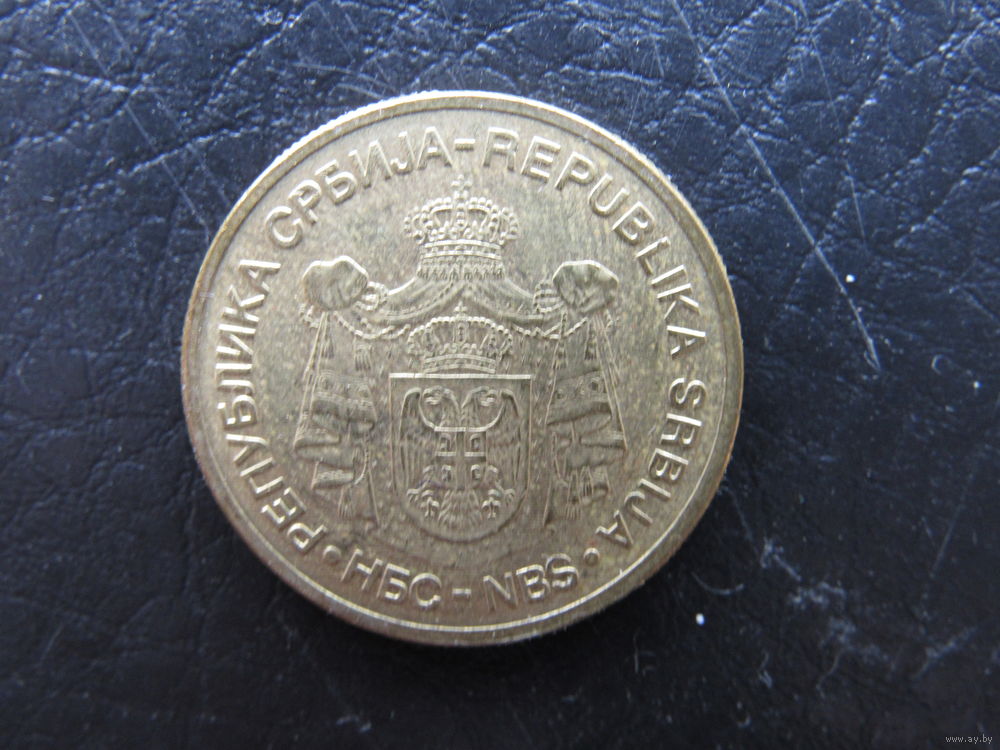 РЕПУБЛИКА СРБИЈА - REPUBLIKA SRBIJA
• НБС - NBS •
www.ay.by